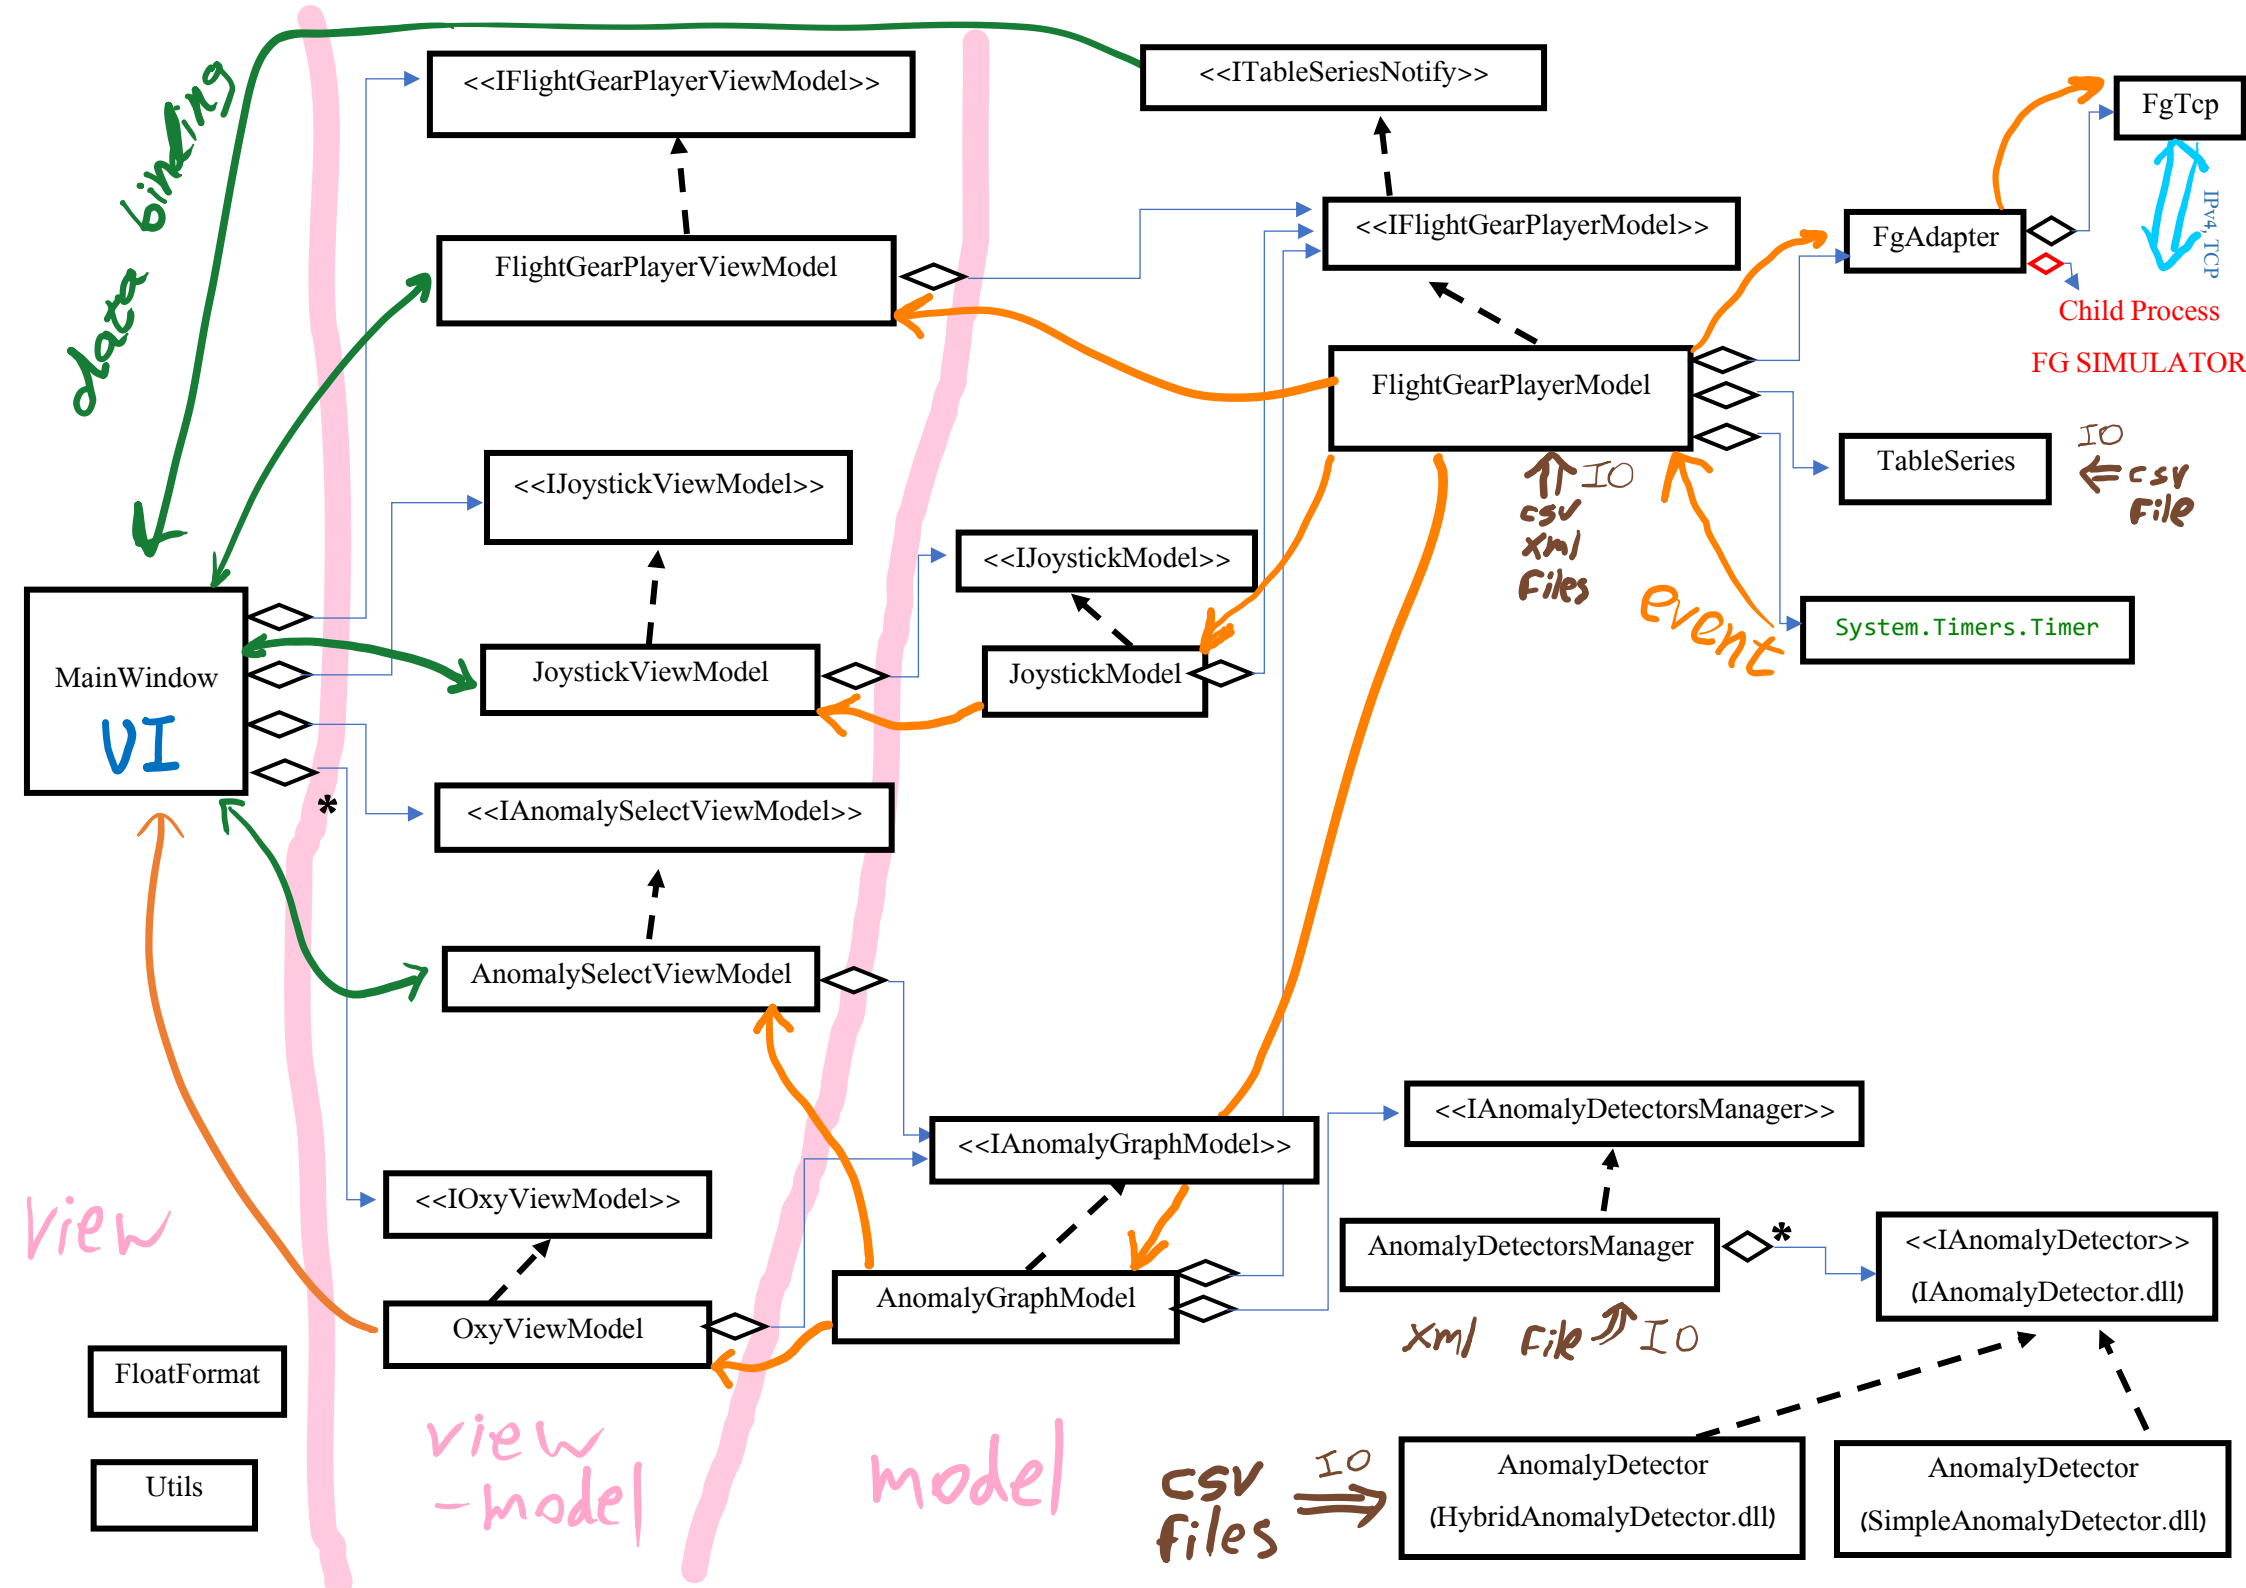 <<IFlightGearPlayerViewModel>>
<<ITableSeriesNotify>>
FgTcp
data binding
IPv4, TCP
<<IFlightGearPlayerModel>>
FgAdapter
FlightGearPlayerViewModel
Child Process
FG SIMULATOR
FlightGearPlayerModel
IO
csv
xml
Files
TableSeries
IO
csv
File
<<IJoystickViewModel>>
<<IJoystickModel>>
event
System.Timers.Timer
MainWindow
VI
JoystickViewModel
JoystickModel
*
<<IAnomalySelectViewModel>>
AnomalySelectViewModel
<<IAnomalyGraphModel>>
<<IAnomalyDetectorsManager>>
view
<<IOxyViewModel>>
AnomalyDetectorsManager
*
<<IAnomalyDetector>>
(IAnomalyDetector.dll)
AnomalyGraphModel
OxyViewModel
xml File IO
FloatFormat
Utils
view
-model
model
csv
Files
IO
AnomalyDetector
(HybridAnomalyDetector.dll)
AnomalyDetector
(SimpleAnomalyDetector.dll)